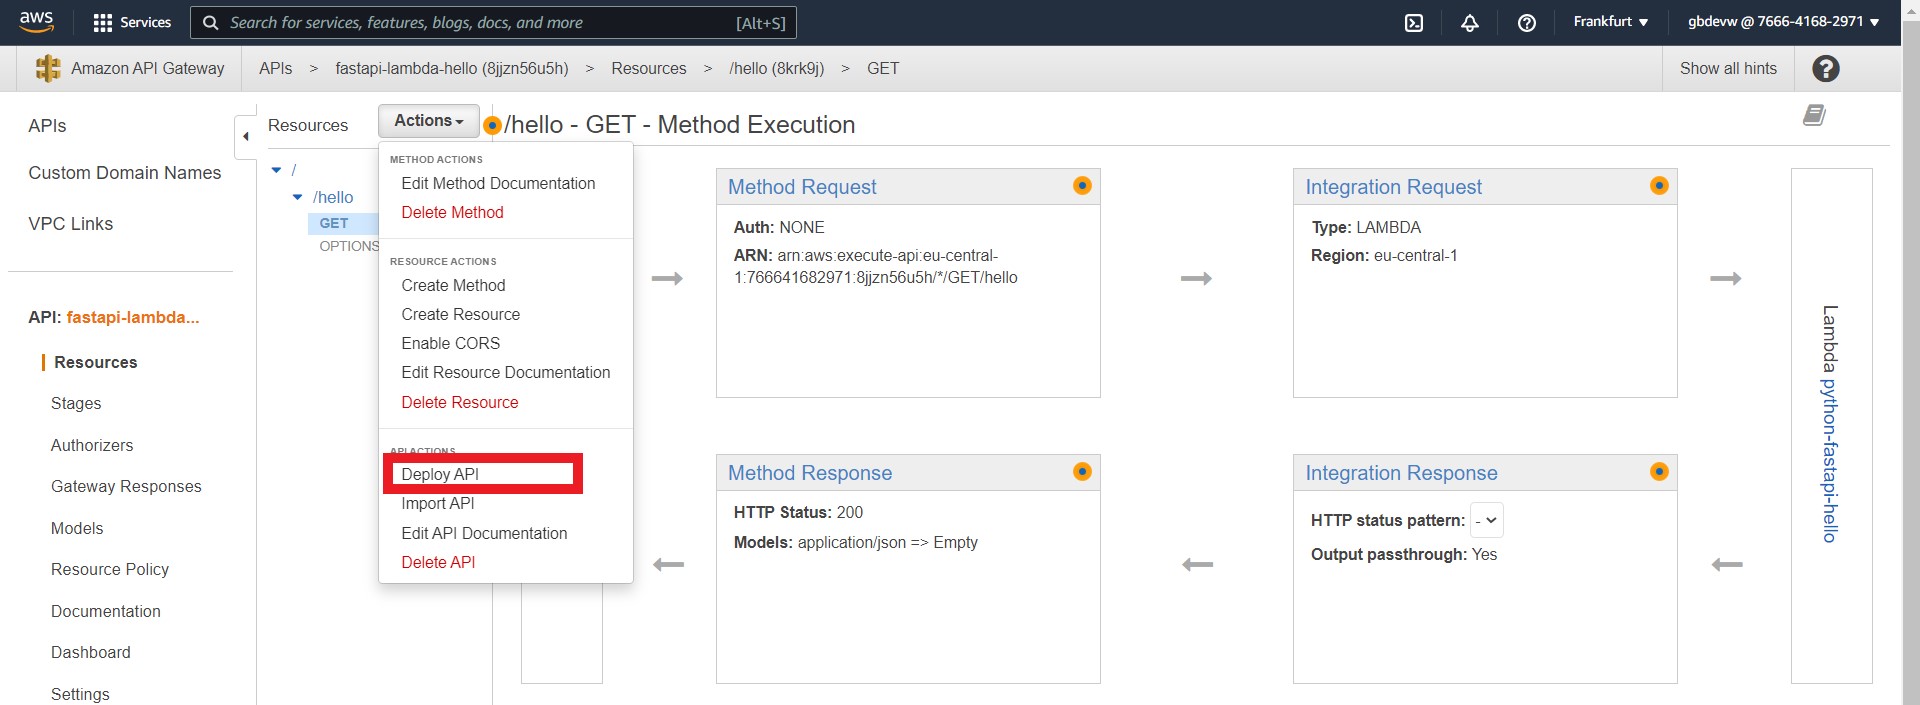 aws
Services
Search for services, features, blogs, docs, and more
[Alt+S]
Frankfurt
gbdevw @ 7666-4168-2971
Amazon API Gateway
APIs > fastapi-lambda-hello (8jjzn56u5h) > Resources > /hello (8krk9j) > GET
Show all hints
?
APIs
Custom Domain Names
VPC Links
API: fastapi-lambda...
Resources
Stages
Authorizers
Gateway Responses
Models
Resource Policy
Documentation
Dashboard
Settings
Resources
Actions
/
/hello
GET
OPTIONS
METHOD ACTIONS
Edit Method Documentation
Delete Method
RESOURCE ACTIONS
Create Method
Create Resource
Enable CORS
Edit Resource Documentation
Delete Resource
API ACTIONS
Deploy API
Import API
Edit API Documentation
Delete API
/hello - GET - Method Execution
Method Request
Auth: NONE
ARN: arn:aws:execute-api:eu-central-
1:766641682971:8jjzn56u5h/*/GET/hello
Integration Request
Type: LAMBDA
Region: eu-central-1
Lambda python-fastapi-hello
Method Response
HTTP Status: 200
Models: application/json => Empty
Integration Response
HTTP status pattern: -
Output passthrough: Yes